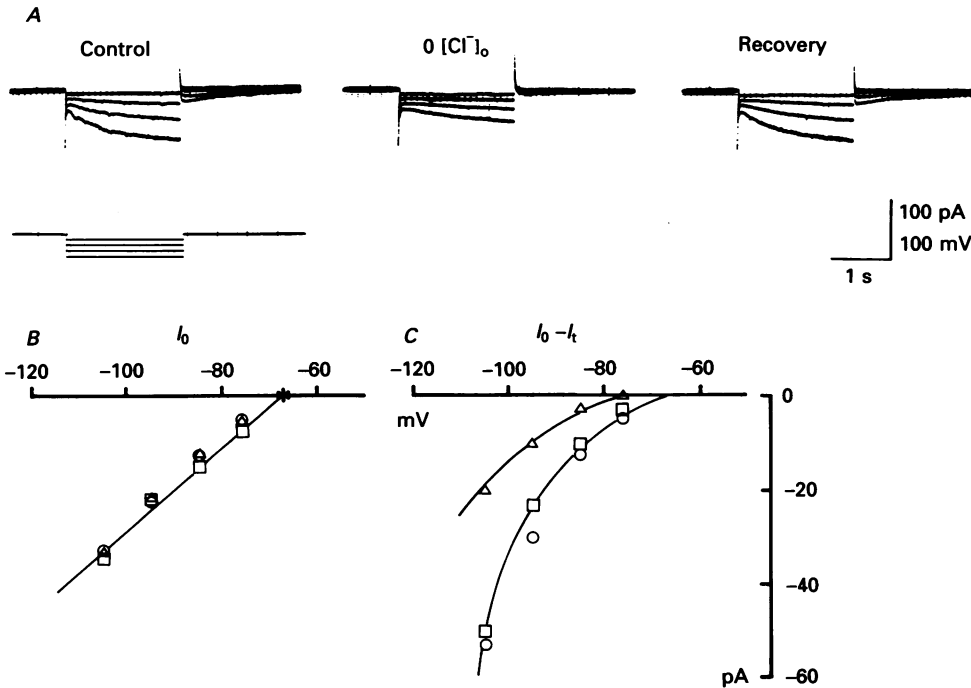 A
Control
0 [Cl⁻]ₒ
Recovery
100 pA
100 mV
1 s
B
I₀
C
I₀ – Iₜ
−120 −100 −80 −60
−120 −100 −80 −60
mV
0
−20
−40
−60
pA